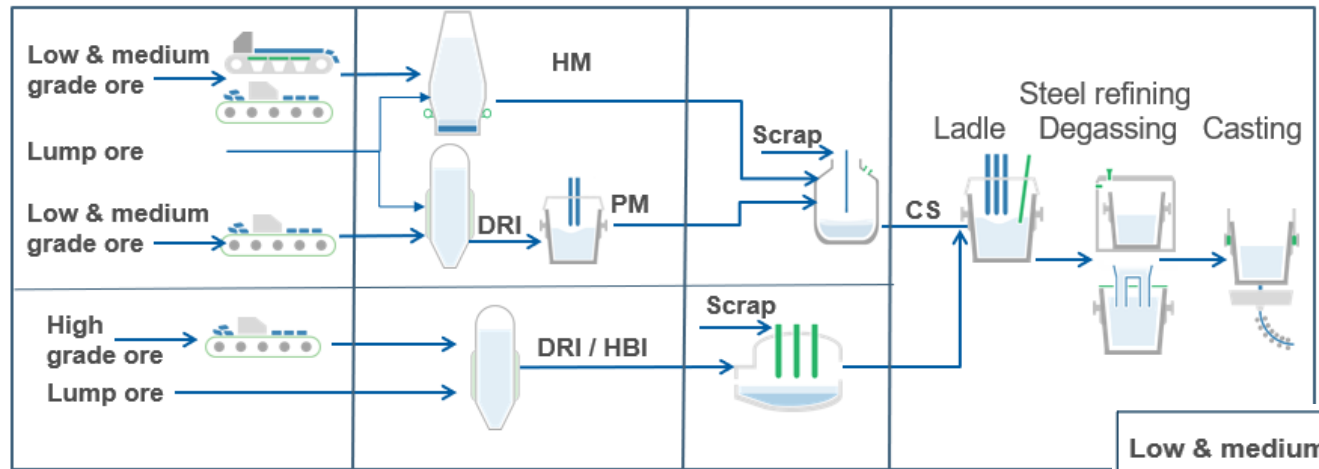 Low & medium
grade ore
HM
Lump ore
Low & medium
grade ore
DRI
PM
Scrap
CS
Ladle
Steel refining
Degassing
Casting
High
grade ore
Lump ore
DRI / HBI
Scrap
Low & medium